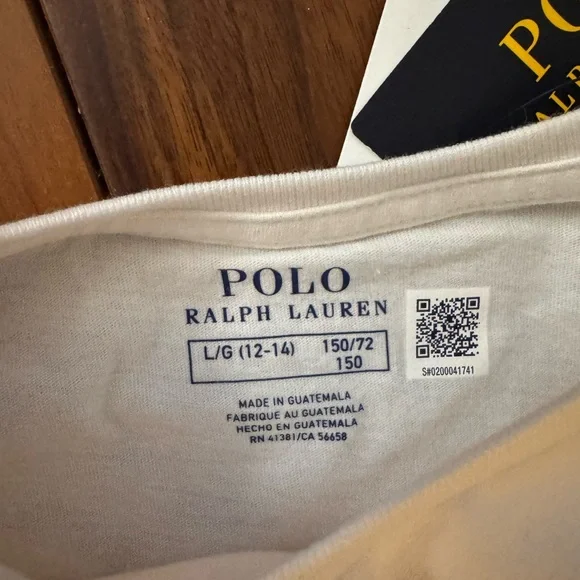 PO
POLO
RALPH LAUREN
L/G (12-14) 150/72
150
S#0200041741
MADE IN GUATEMALA
FABRIQUE AU GUATEMALA
HECHO EN GUATEMALA
RN 41381/CA 56658